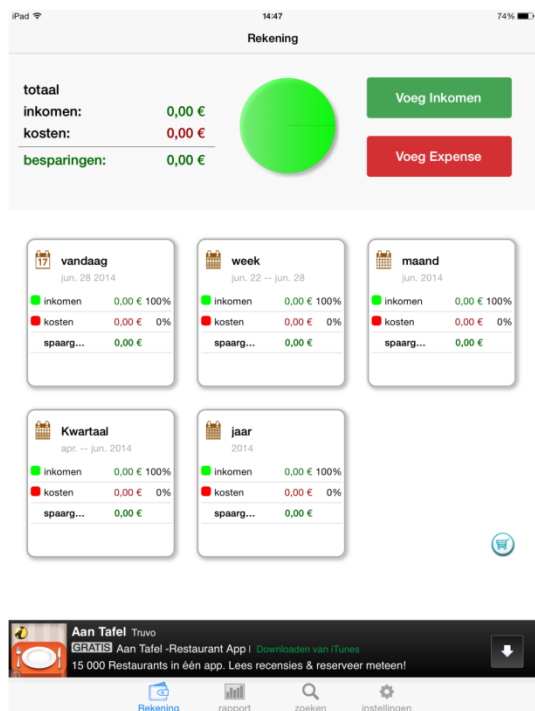 iPad 14:47 74%
Rekening
totaal
inkomen: 0,00 €
kosten: 0,00 €
besparingen: 0,00 €
Voeg Inkomen
Voeg Expense
17 vandaag
jun. 28 2014
inkomen 0,00 € 100%
kosten 0,00 € 0%
spaarg... 0,00 €
week
jun. 22 -- jun. 28
inkomen 0,00 € 100%
kosten 0,00 € 0%
spaarg... 0,00 €
maand
jun. 2014
inkomen 0,00 € 100%
kosten 0,00 € 0%
spaarg... 0,00 €
Kwartaal
apr. -- jun. 2014
inkomen 0,00 € 100%
kosten 0,00 € 0%
spaarg... 0,00 €
jaar
2014
inkomen 0,00 € 100%
kosten 0,00 € 0%
spaarg... 0,00 €
Aan Tafel Truvo
GRATIS Aan Tafel -Restaurant App | Downloaden van iTunes
15 000 Restaurants in één app. Lees recensies & reserveer meteen!
Rekening rapport zoeken instellingen